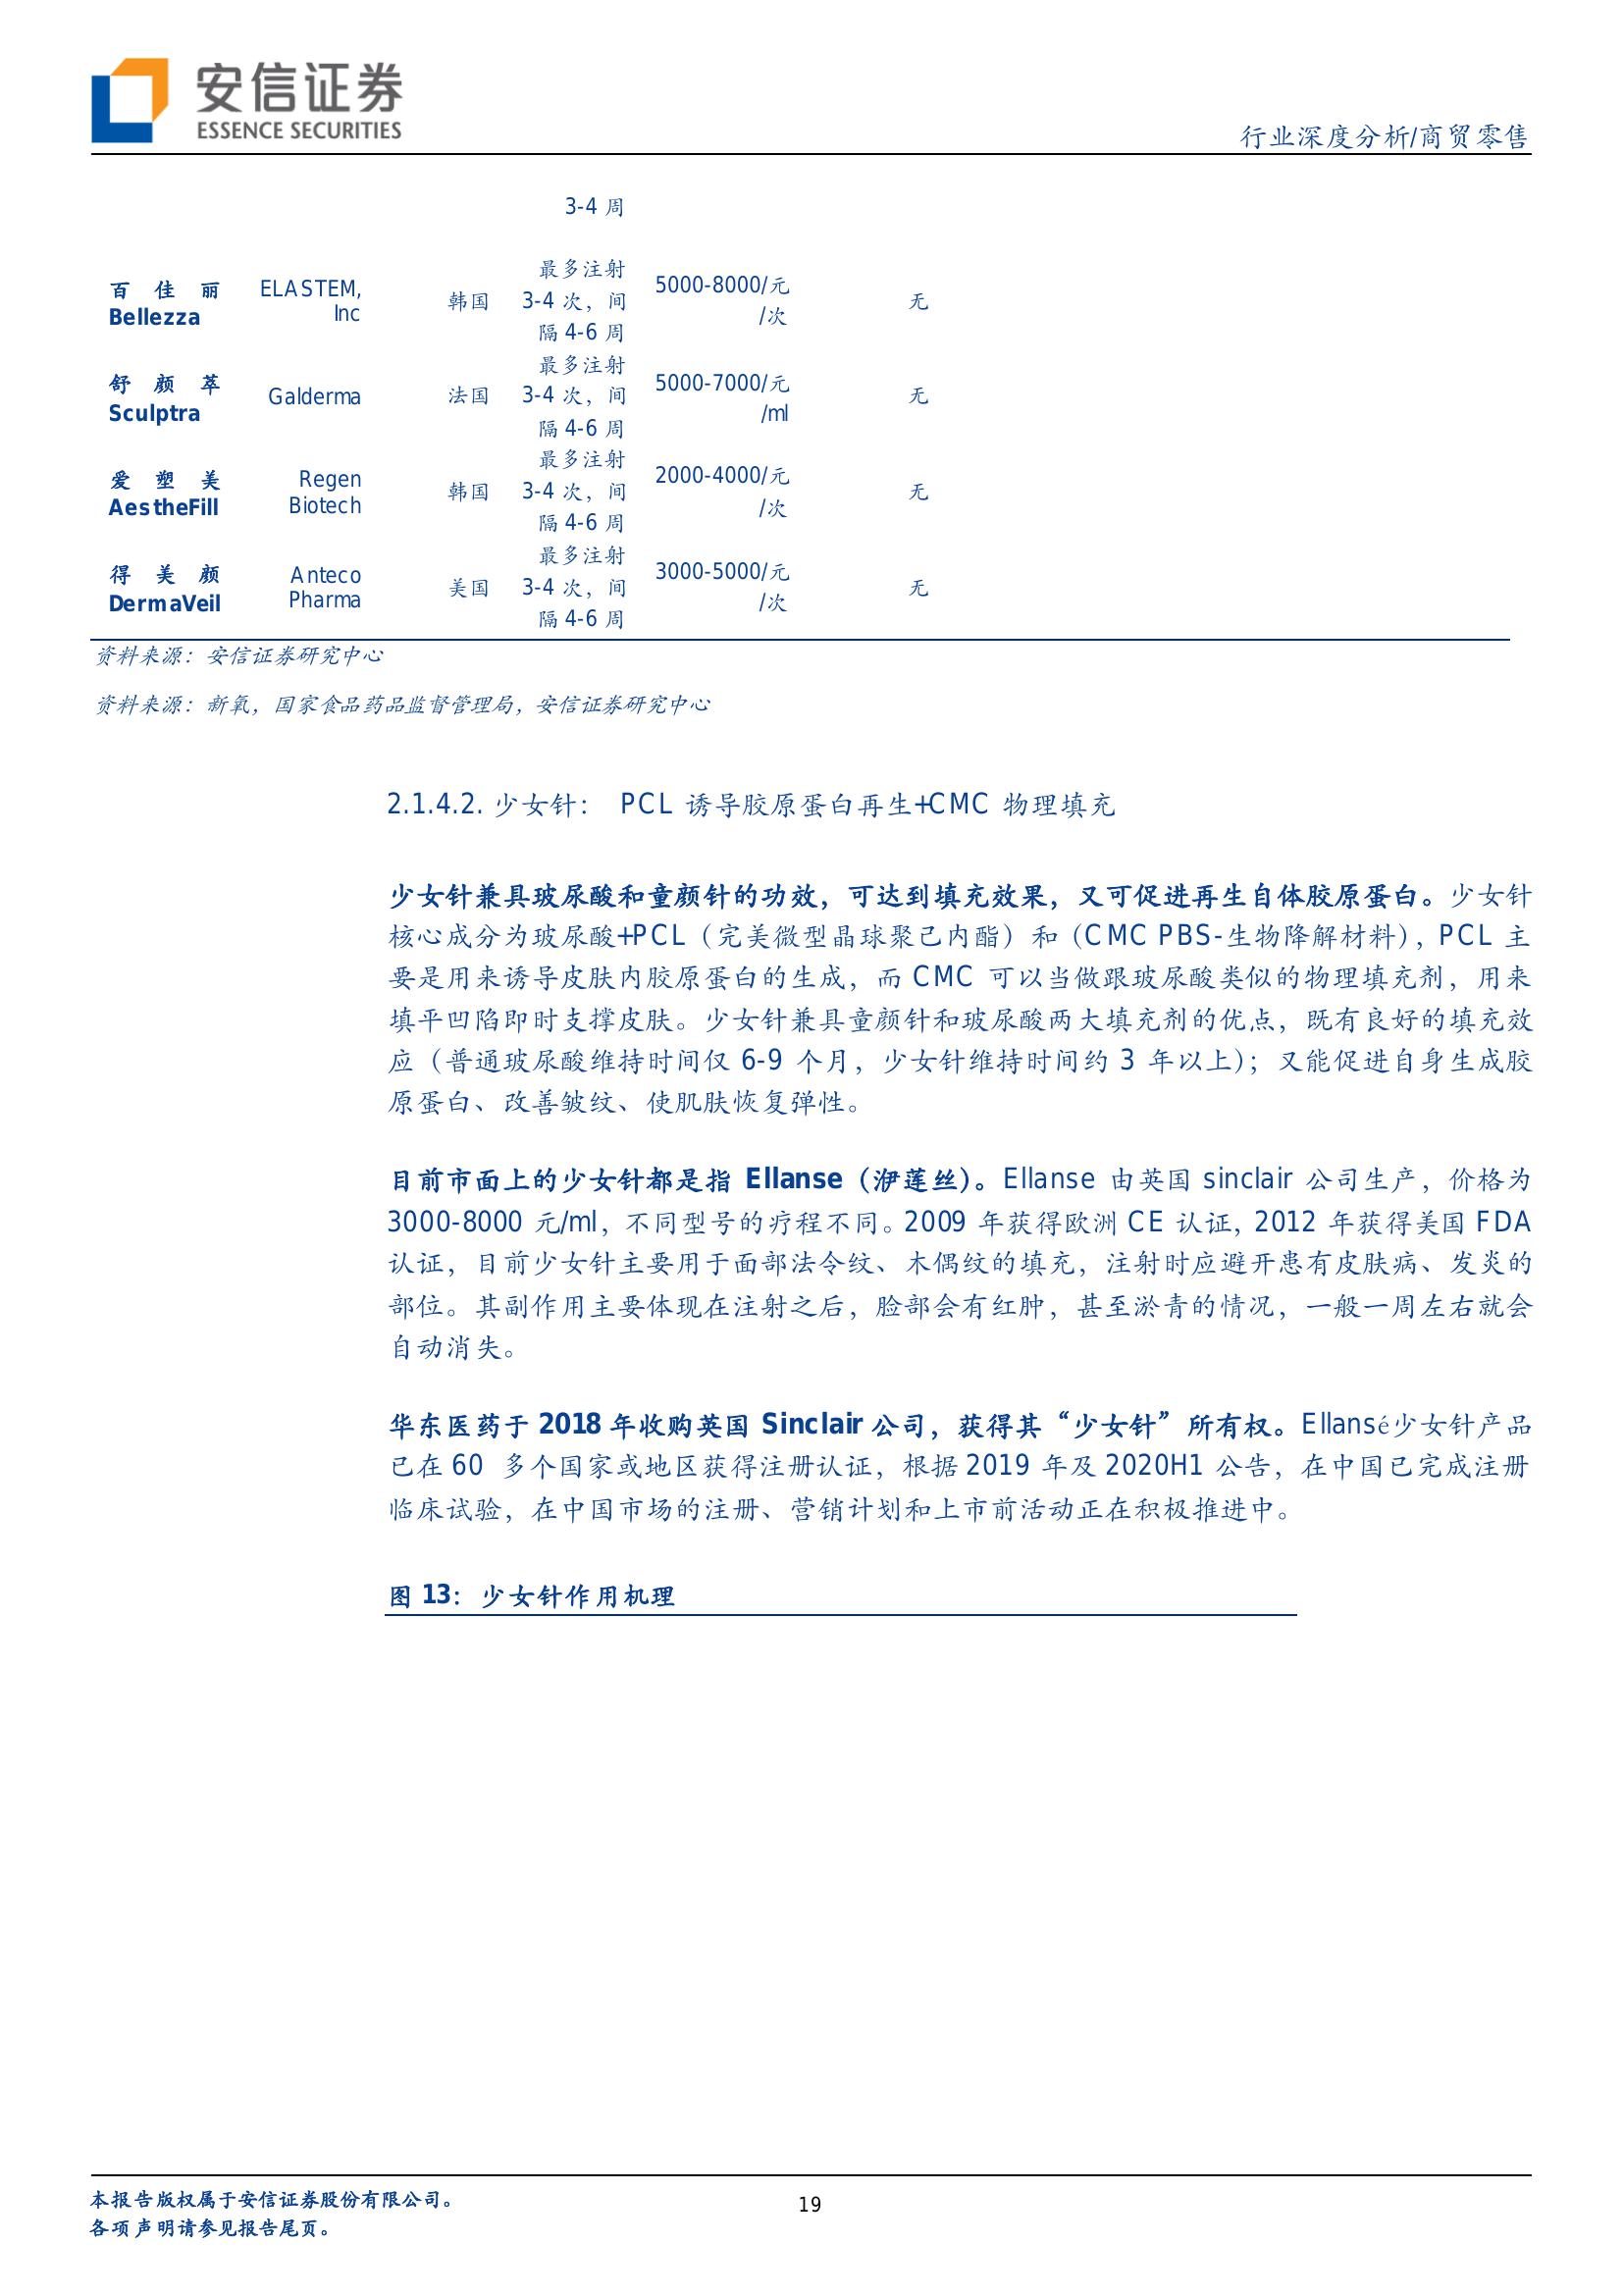 安信证券
ESSENCE SECURITIES
行业深度分析/商贸零售
3-4 周
百佳丽
Bellezza
ELASTEM,
Inc
韩国
最多注射
3-4 次，间
隔 4-6 周
5000-8000/元
/次
无
舒颜萃
Sculptra
Galderma
法国
最多注射
3-4 次，间
隔 4-6 周
5000-7000/元
/ml
无
爱塑美
AestheFill
Regen
Biotech
韩国
最多注射
3-4 次，间
隔 4-6 周
2000-4000/元
/次
无
得美颜
DermaVeil
Anteco
Pharma
美国
最多注射
3-4 次，间
隔 4-6 周
3000-5000/元
/次
无
资料来源：安信证券研究中心
资料来源：新氧，国家食品药品监督管理局，安信证券研究中心
2.1.4.2. 少女针： PCL 诱导胶原蛋白再生+CMC 物理填充
少女针兼具玻尿酸和童颜针的功效，可达到填充效果，又可促进再生自体胶原蛋白。少女针
核心成分为玻尿酸+PCL（完美微型晶球聚己内酯）和（CMC PBS-生物降解材料），PCL 主
要是用来诱导皮肤内胶原蛋白的生成，而 CMC 可以当做跟玻尿酸类似的物理填充剂，用来
填平凹陷即时支撑皮肤。少女针兼具童颜针和玻尿酸两大填充剂的优点，既有良好的填充效
应（普通玻尿酸维持时间仅 6-9 个月，少女针维持时间约 3 年以上）；又能促进自身生成胶
原蛋白、改善皱纹、使肌肤恢复弹性。
目前市面上的少女针都是指 Ellanse（洢莲丝）。Ellanse 由英国 sinclair 公司生产，价格为
3000-8000 元/ml，不同型号的疗程不同。2009 年获得欧洲 CE 认证，2012 年获得美国 FDA
认证，目前少女针主要用于面部法令纹、木偶纹的填充，注射时应避开患有皮肤病、发炎的
部位。其副作用主要体现在注射之后，脸部会有红肿，甚至淤青的情况，一般一周左右就会
自动消失。
华东医药于 2018 年收购英国 Sinclair 公司，获得其“少女针”所有权。Ellansé少女针产品
已在 60 多个国家或地区获得注册认证，根据 2019 年及 2020H1 公告，在中国已完成注册
临床试验，在中国市场的注册、营销计划和上市前活动正在积极推进中。
图 13：少女针作用机理
本报告版权属于安信证券股份有限公司。
各项声明请参见报告尾页。
19